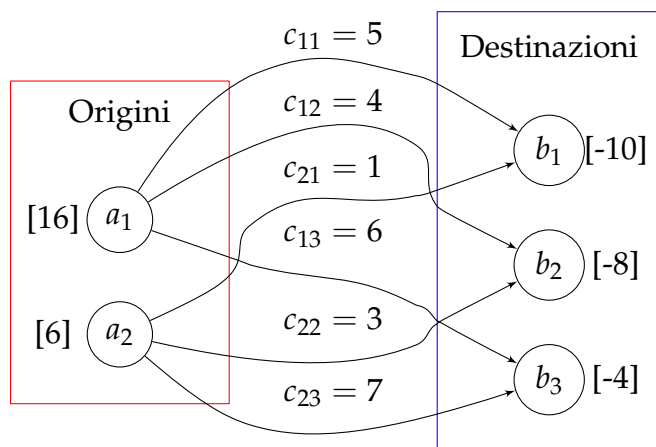 c11 = 5
Destinazioni
Origini
c12 = 4
b1 [-10]
c21 = 1
[16] a1
c13 = 6
b2 [-8]
[6] a2
c22 = 3
b3 [-4]
c23 = 7